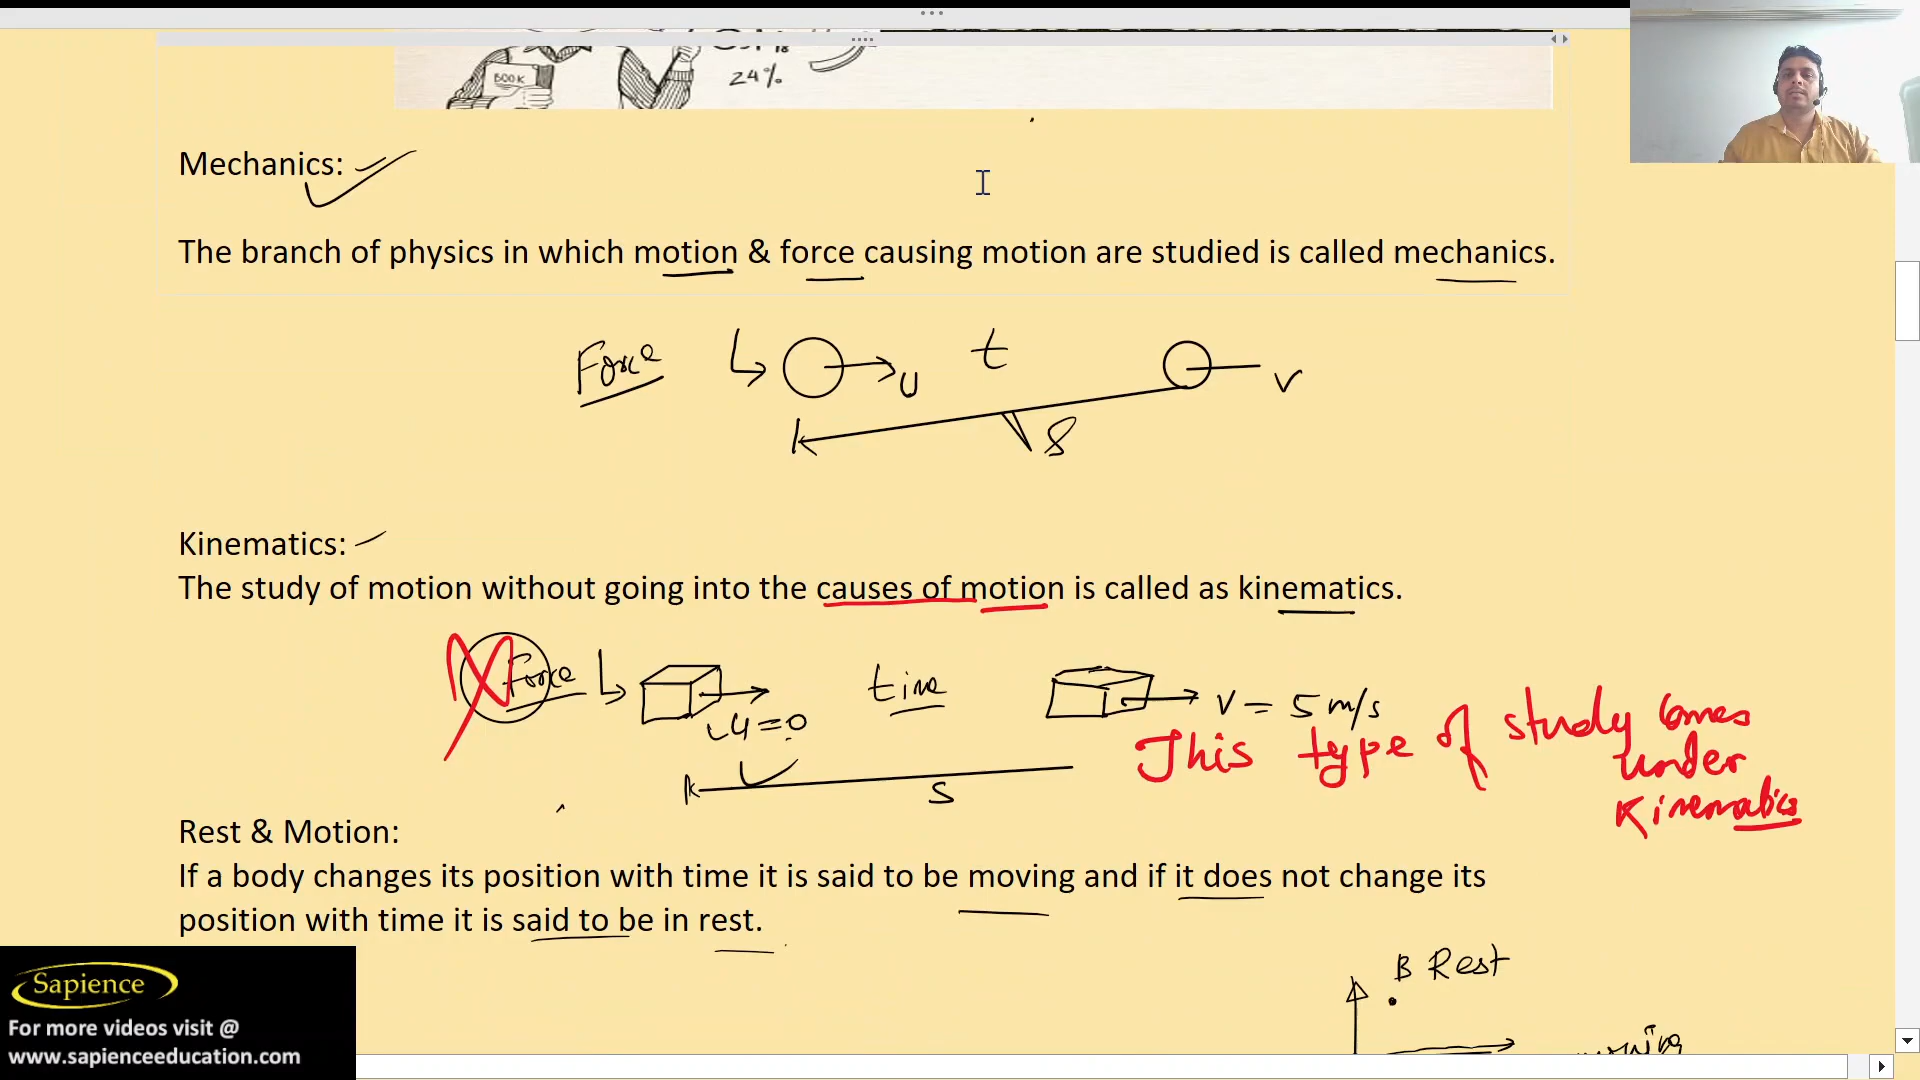 BOOK
24%
Mechanics:
The branch of physics in which motion & force causing motion are studied is called mechanics.
Force u t v
s
Kinematics:
The study of motion without going into the causes of motion is called as kinematics.
Force time v = 5 m/s
u=0
s
This type of study comes
under
Kinematics
Rest & Motion:
If a body changes its position with time it is said to be moving and if it does not change its
position with time it is said to be in rest.
B Rest
Sapience
For more videos visit @
www.sapienceeducation.com